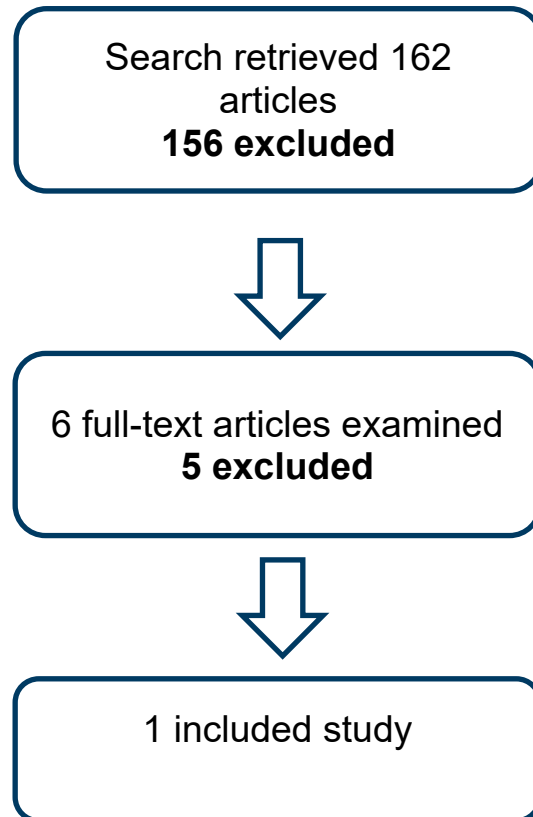 Search retrieved 162
articles
156 excluded
6 full-text articles examined
5 excluded
1 included study